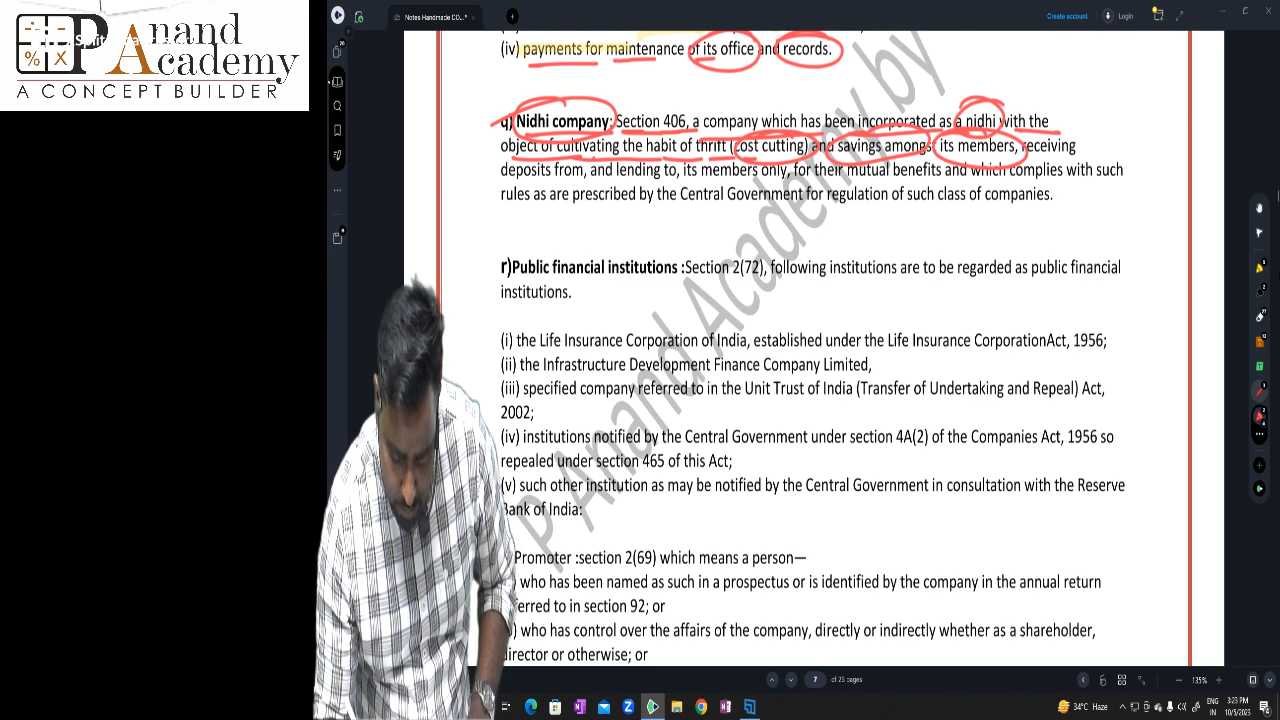 P Anand Academy
A CONCEPT BUILDER
% X
Notes Handmade CO...*
Create account
Login
(iv) payments for maintenance of its office and records.
q) Nidhi company: Section 406, a company which has been incorporated as a nidhi with the
object of cultivating the habit of thrift (cost cutting) and savings amongst its members, receiving
deposits from, and lending to, its members only, for their mutual benefits and which complies with such
rules as are prescribed by the Central Government for regulation of such class of companies.
r)Public financial institutions :Section 2(72), following institutions are to be regarded as public financial
institutions.
(i) the Life Insurance Corporation of India, established under the Life Insurance CorporationAct, 1956;
(ii) the Infrastructure Development Finance Company Limited,
(iii) specified company referred to in the Unit Trust of India (Transfer of Undertaking and Repeal) Act,
2002;
(iv) institutions notified by the Central Government under section 4A(2) of the Companies Act, 1956 so
repealed under section 465 of this Act;
(v) such other institution as may be notified by the Central Government in consultation with the Reserve
Bank of India:
Promoter :section 2(69) which means a person—
who has been named as such in a prospectus or is identified by the company in the annual return
ferred to in section 92; or
) who has control over the affairs of the company, directly or indirectly whether as a shareholder,
director or otherwise; or
P Anand Academy by
7 of 26 pages
135%
34°C Haze
ENG
IN
3:23 PM
10/5/2023